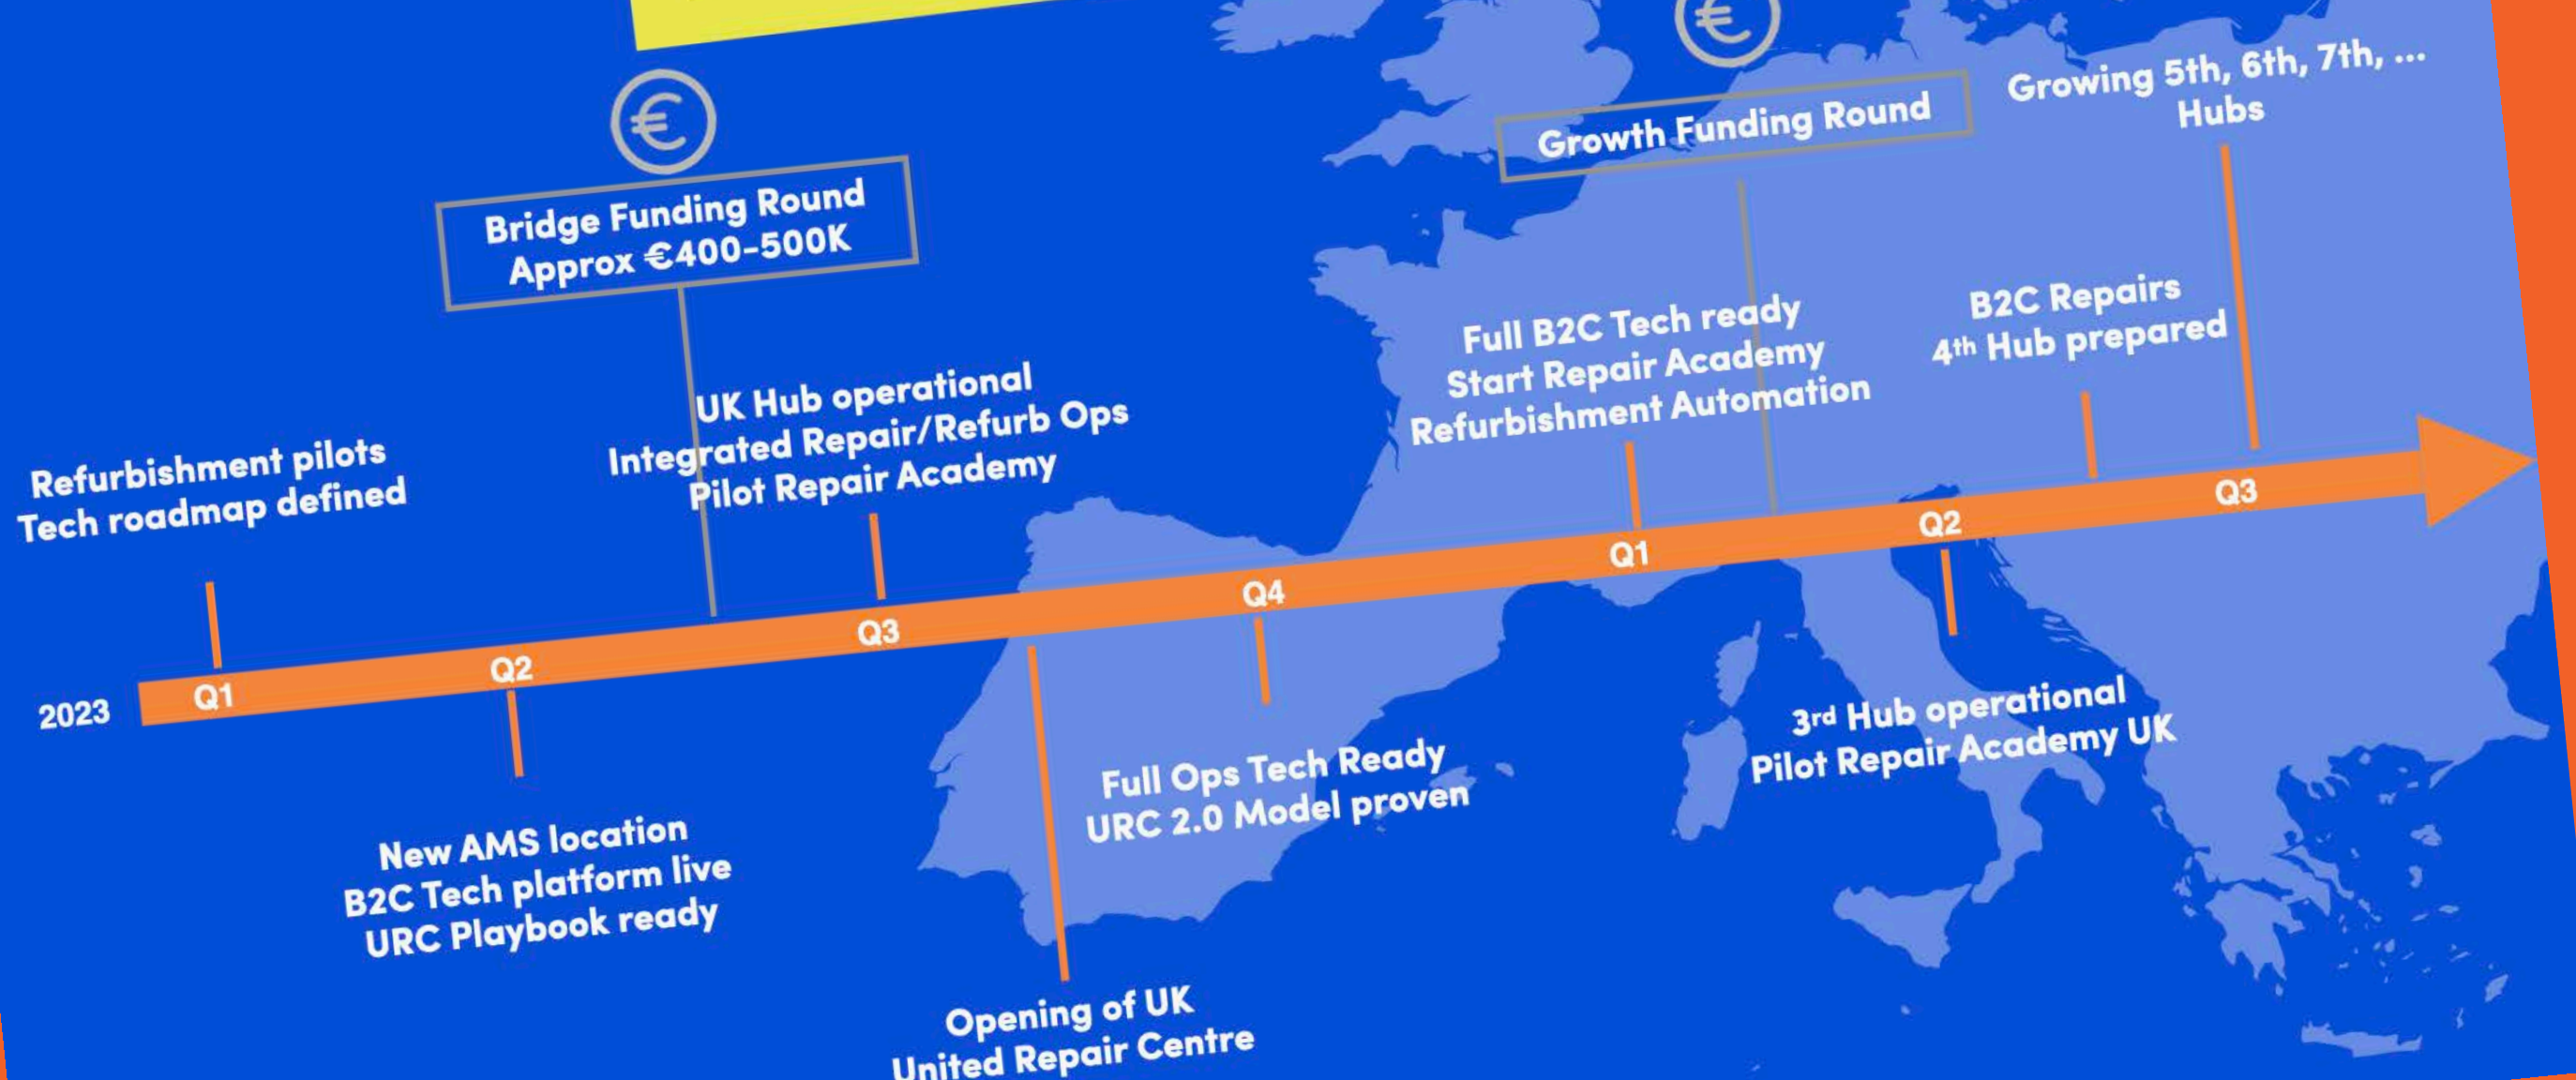 €
€
Growing 5th, 6th, 7th, ...
Hubs
Growth Funding Round
Bridge Funding Round
Approx €400-500K
B2C Repairs
4th Hub prepared
Full B2C Tech ready
Start Repair Academy
Refurbishment Automation
UK Hub operational
Integrated Repair/Refurb Ops
Pilot Repair Academy
Refurbishment pilots
Tech roadmap defined
2023
Q1
Q2
Q3
Q4
Q1
Q2
Q3
3rd Hub operational
Pilot Repair Academy UK
Full Ops Tech Ready
URC 2.0 Model proven
New AMS location
B2C Tech platform live
URC Playbook ready
Opening of UK
United Repair Centre